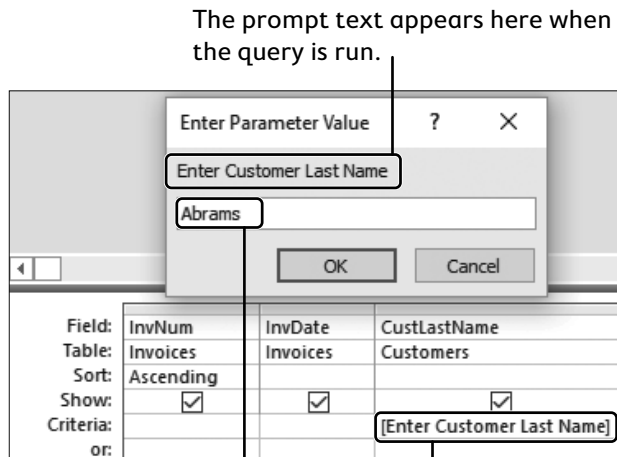 The prompt text appears here when
the query is run.
Enter Parameter Value ? ×
Enter Customer Last Name
Abrams
OK Cancel
Field: InvNum InvDate CustLastName
Table: Invoices Invoices Customers
Sort: Ascending
Show:
Criteria: [Enter Customer Last Name]
or: